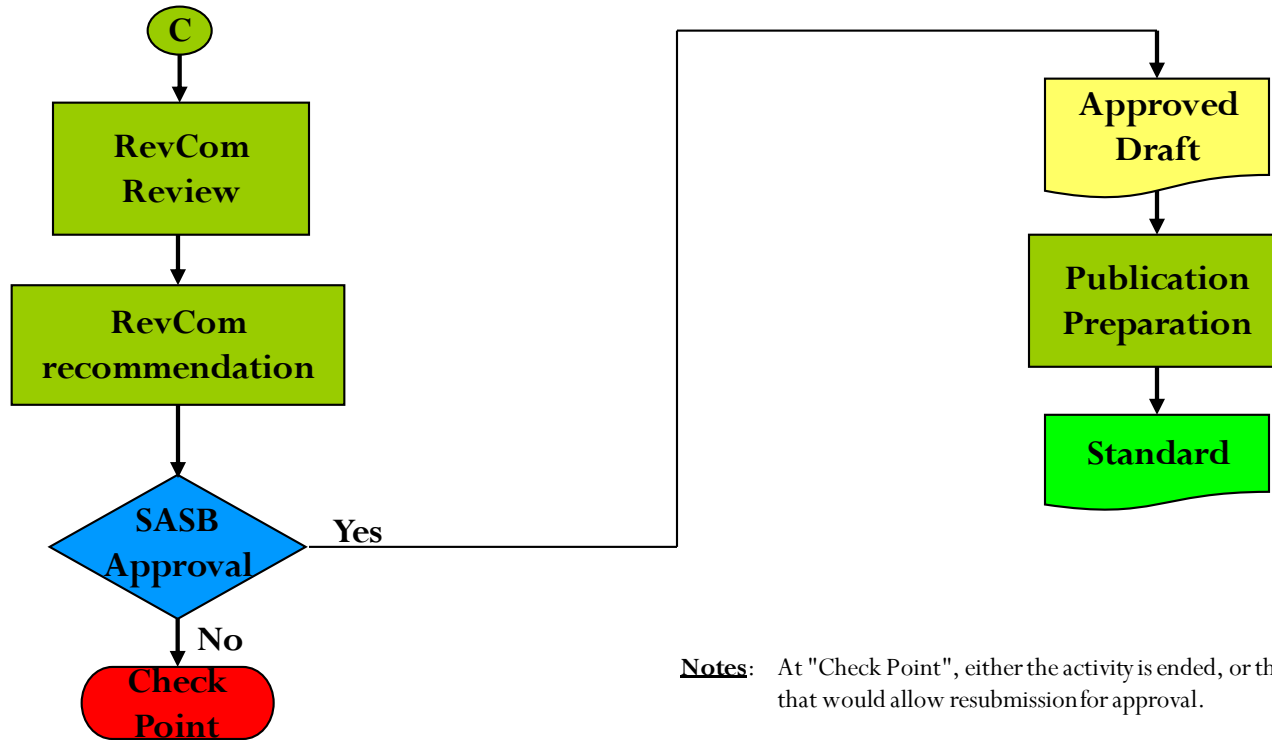 C
RevCom
Review
RevCom
recommendation
SASB
Approval
Yes
No
Check
Point
Approved
Draft
Publication
Preparation
Standard
Notes: At "Check Point", either the activity is ended, or th
that would allow resubmission for approval.